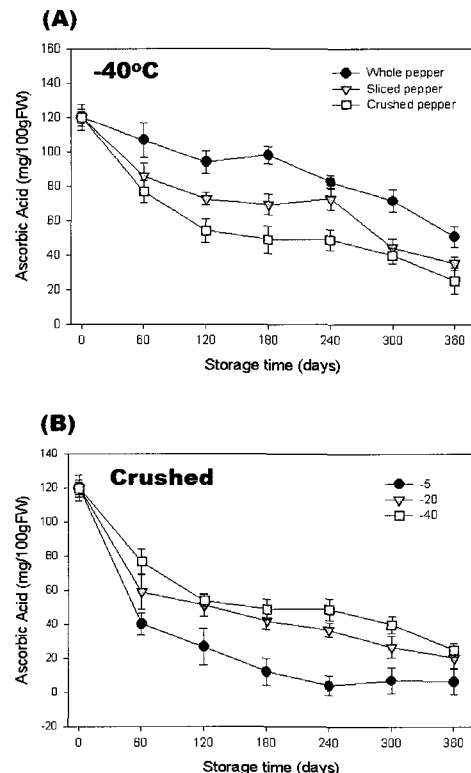 (A)
160
140
120
100
80
60
40
20
0
Ascorbic Acid (mg/100gFW)
-40°C
Whole pepper
Sliced pepper
Crushed pepper
0 60 120 180 240 300 360
Storage time (days)
(B)
140
120
100
80
60
40
20
0
-20
Ascorbic Acid (mg/100gFW)
Crushed
-5
-20
-40
0 60 120 180 240 300 360
Storage time (days)